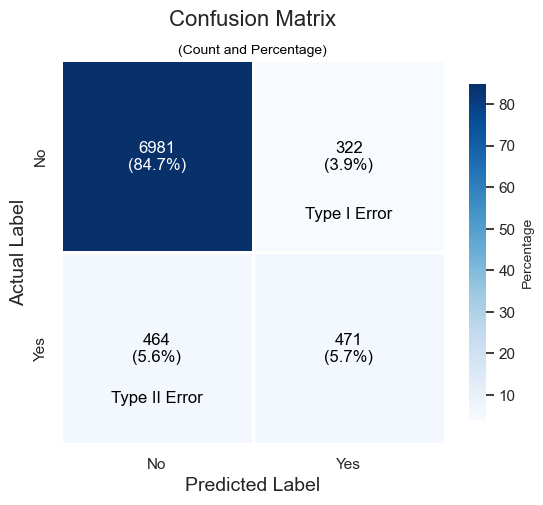 Confusion Matrix
(Count and Percentage)
Actual Label
No
6981
(84.7%)
322
(3.9%)
Type I Error
Yes
464
(5.6%)
Type II Error
471
(5.7%)
No
Yes
Predicted Label
80
70
60
50
40
30
20
10
Percentage